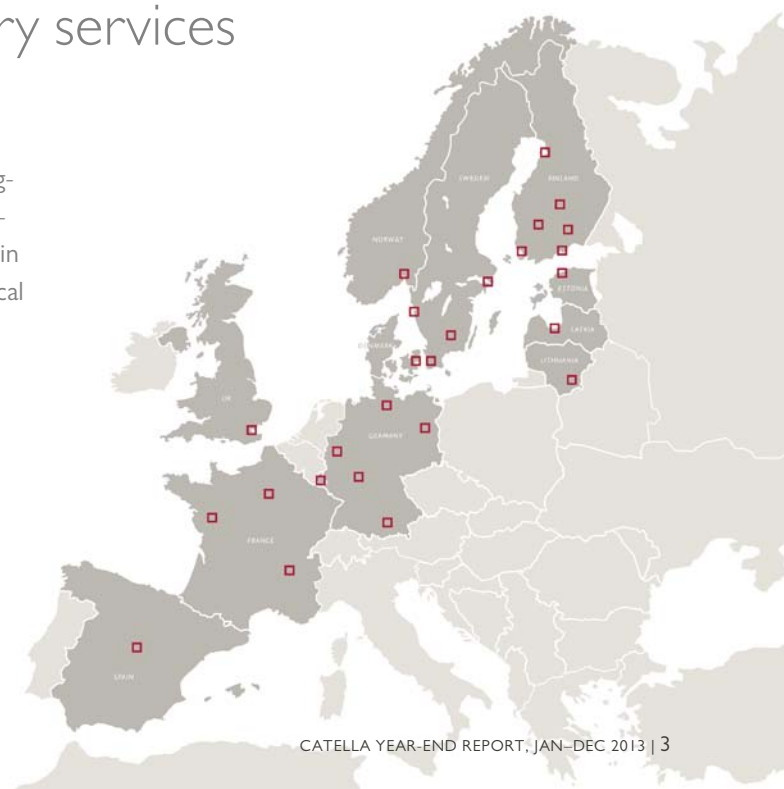 ry services
g-
-
in
cal
SWEDEN
FINLAND
NORWAY
ESTONIA
LATVIA
DENMARK
LITHUANIA
UK
GERMANY
FRANCE
SPAIN
CATELLA YEAR-END REPORT, JAN–DEC 2013 | 3